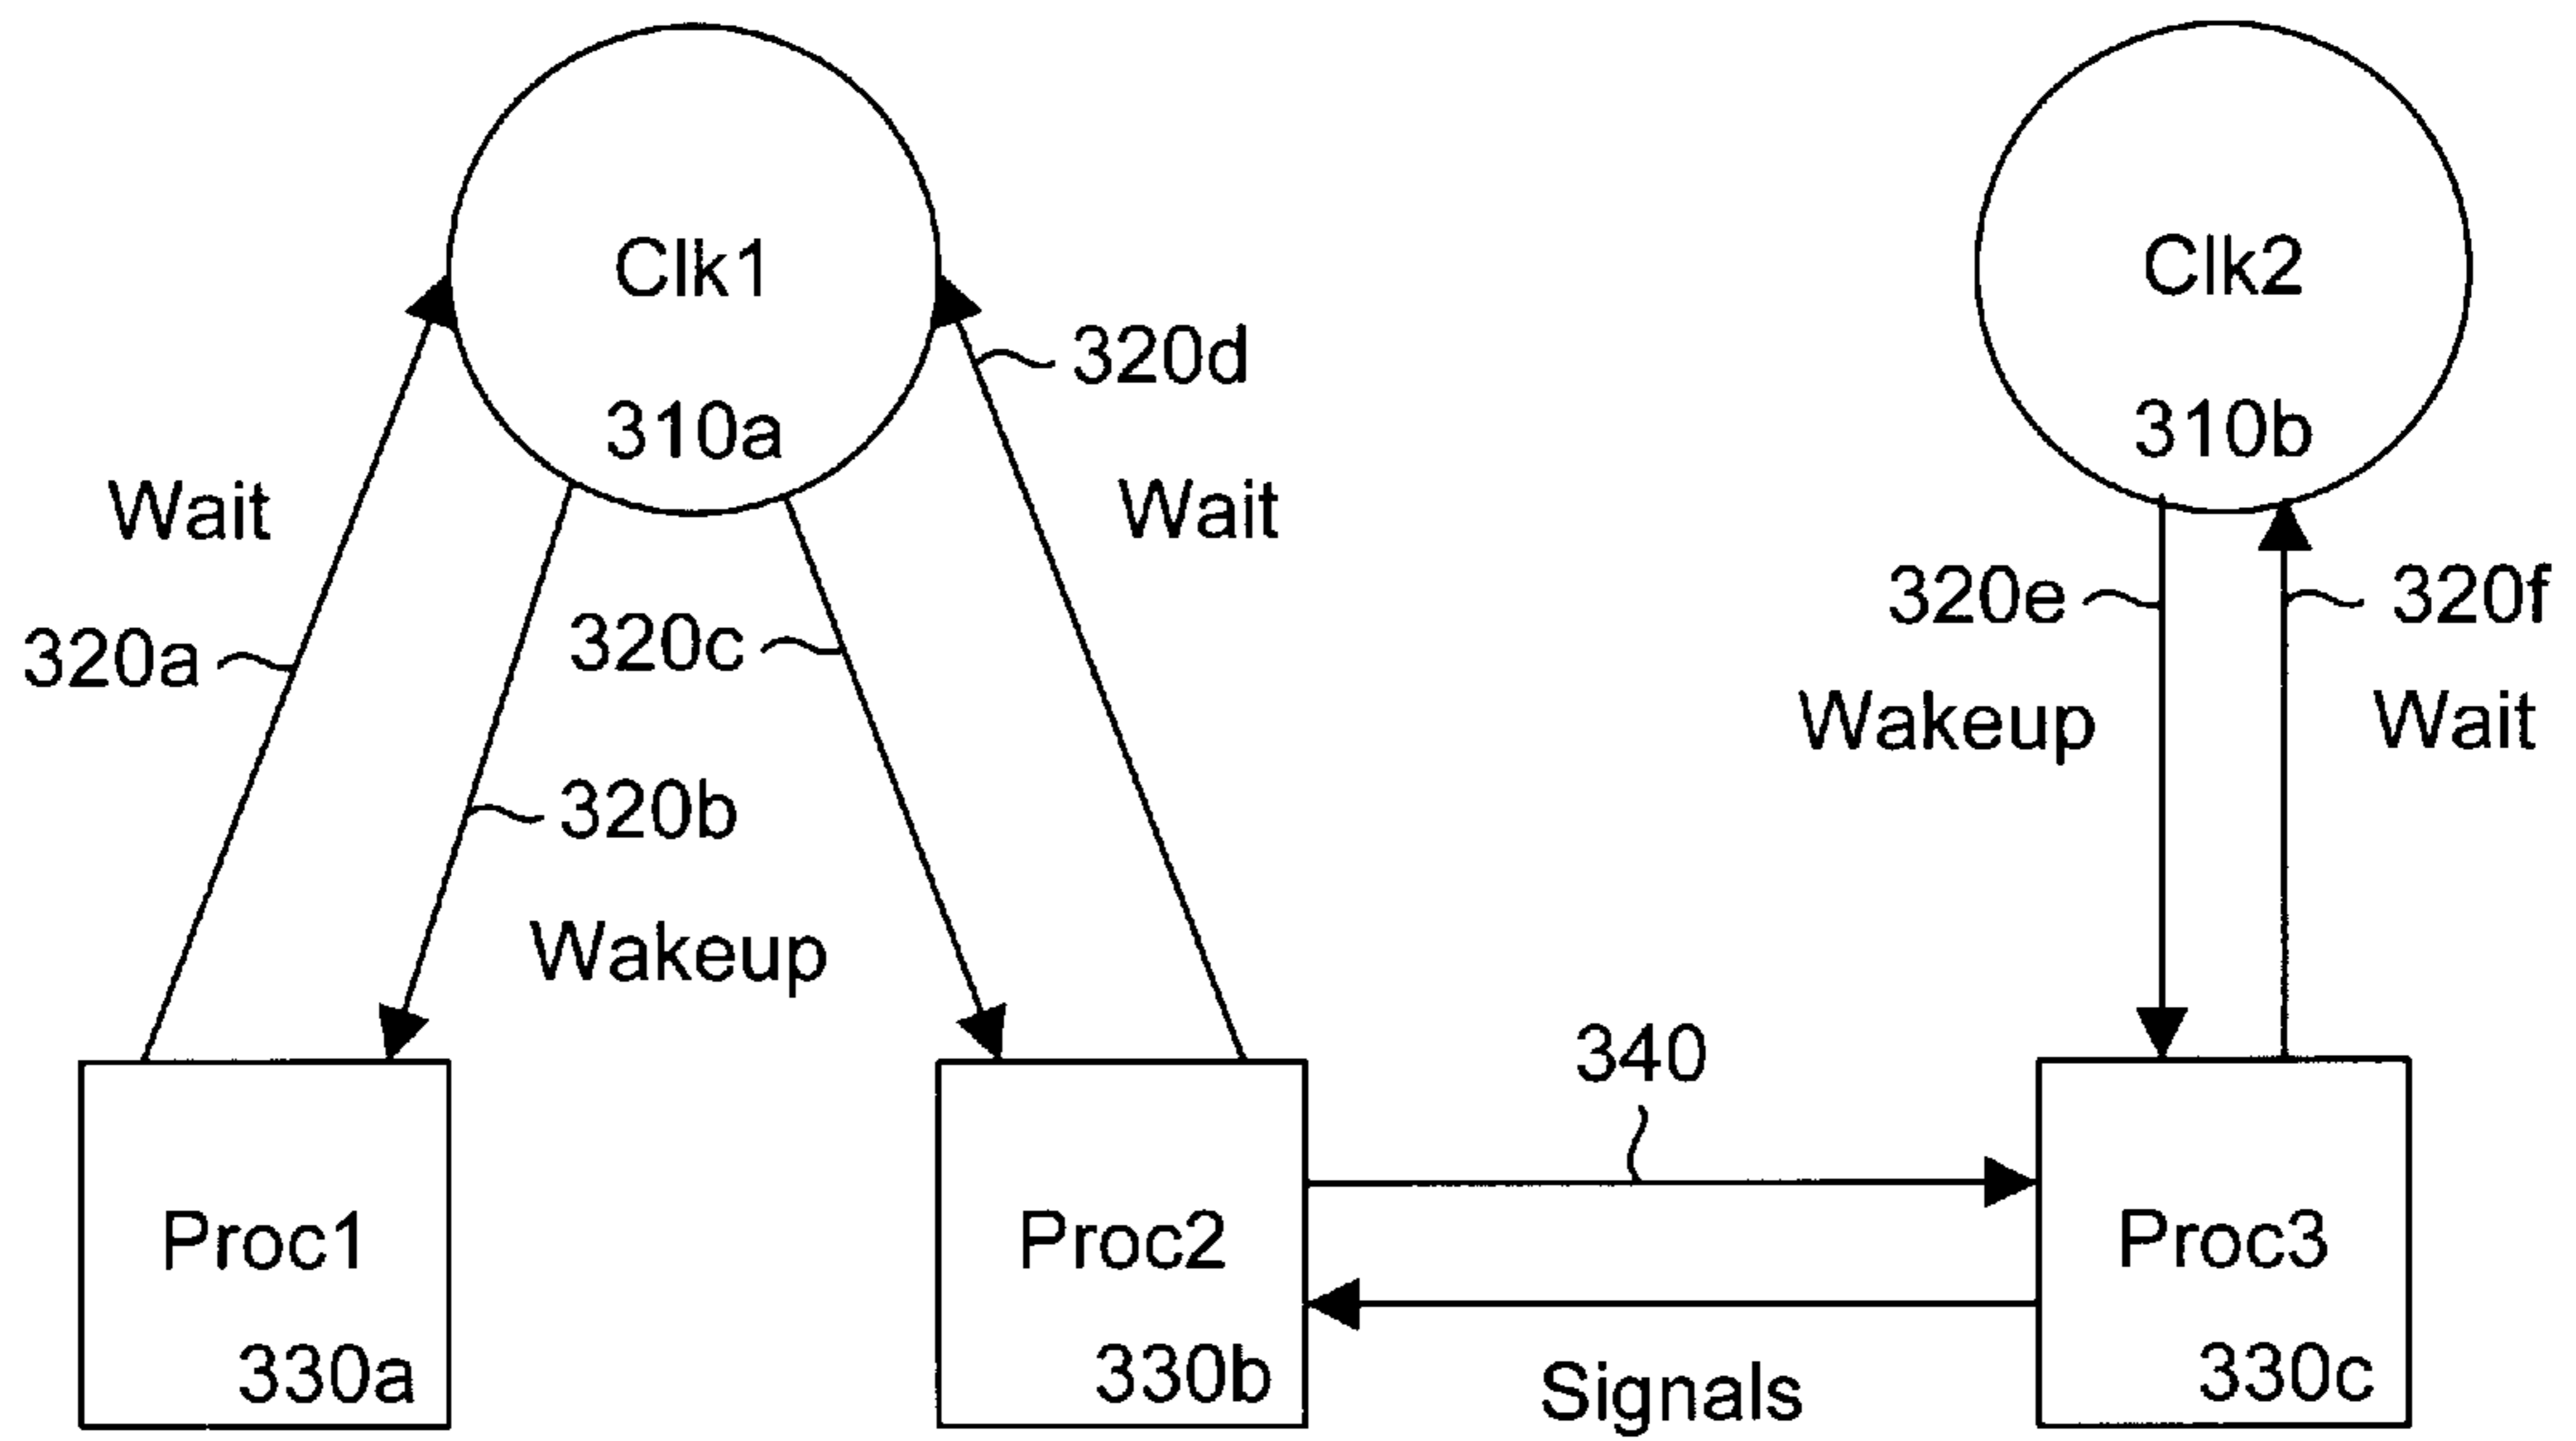 Clk1
310a
Clk2
310b
320d
Wait
Wait
320a
320c
320b
Wakeup
320e
320f
Wakeup
Wait
340
Proc1
330a
Proc2
330b
Proc3
330c
Signals